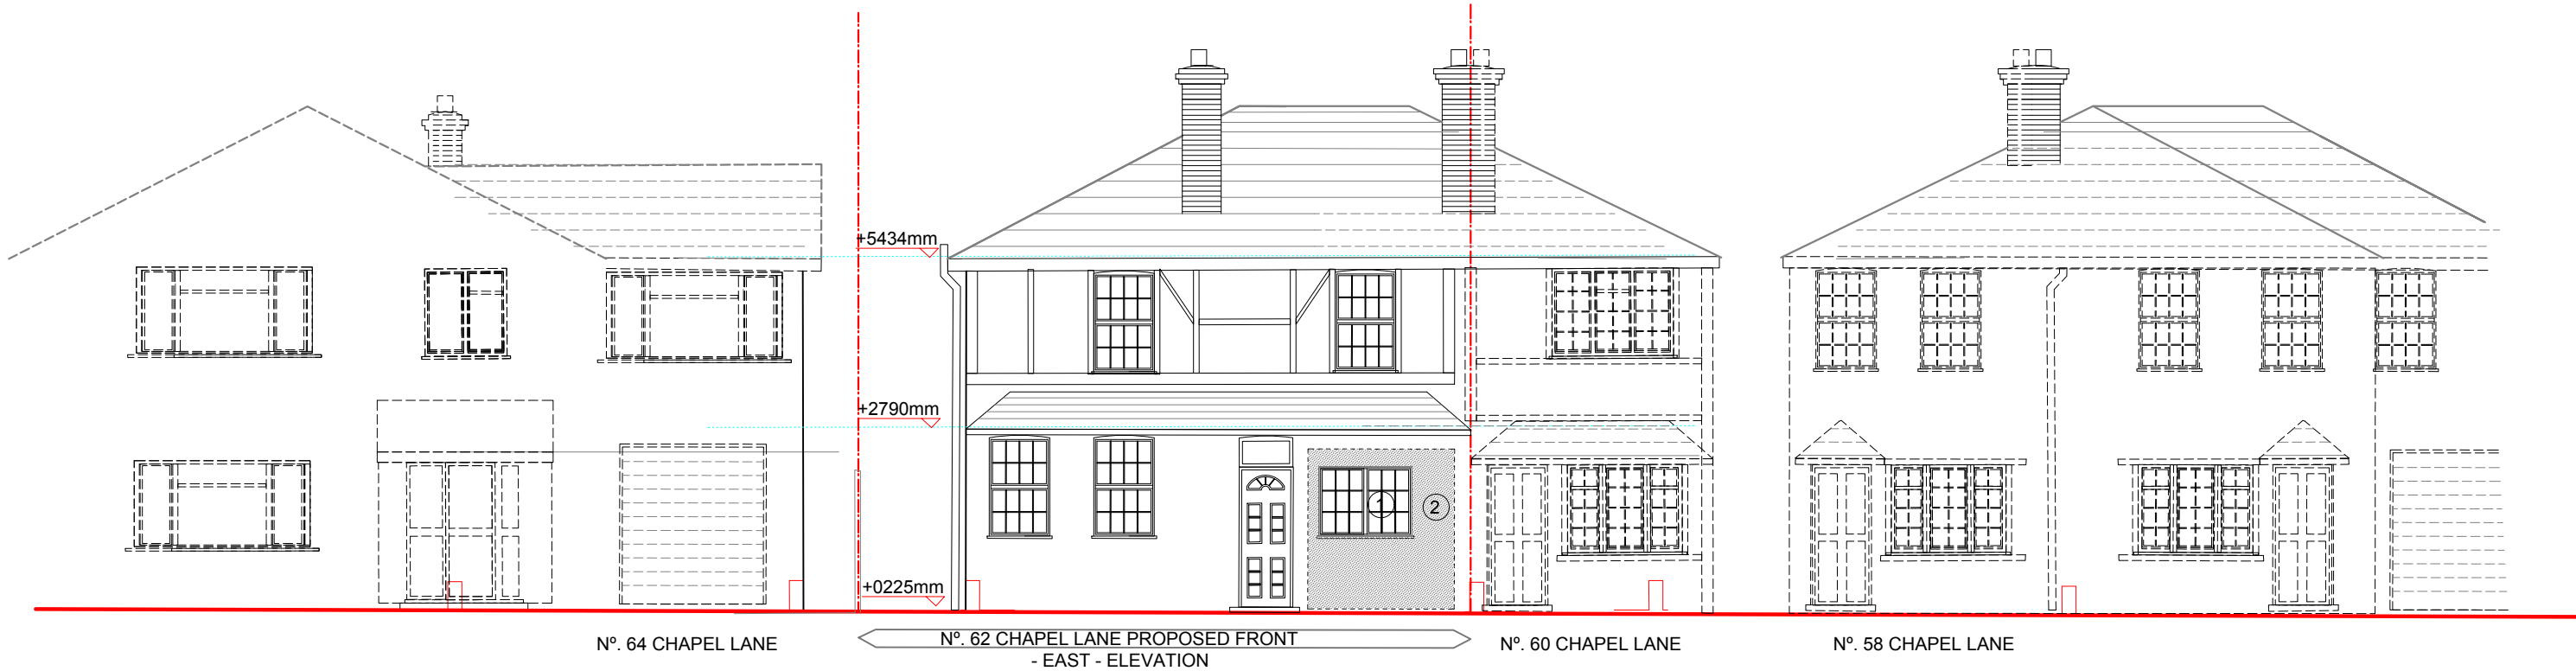 +5434mm
+2790mm
1
2
+0225mm
Nº. 64 CHAPEL LANE
Nº. 62 CHAPEL LANE PROPOSED FRONT
- EAST - ELEVATION
Nº. 60 CHAPEL LANE
Nº. 58 CHAPEL LANE